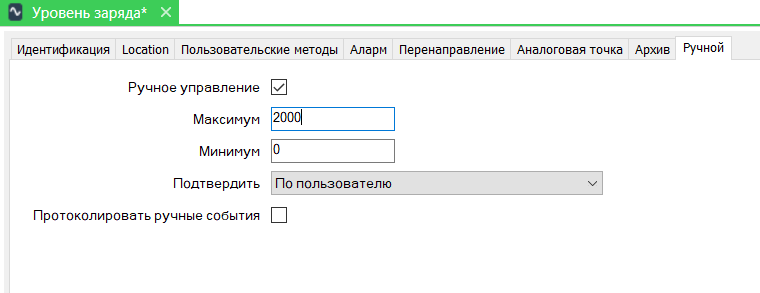 Уровень заряда*
Идентификация Location Пользовательские методы Аларм Перенаправление Аналоговая точка Архив Ручной
Ручное управление
Максимум 2000
Минимум 0
Подтвердить По пользователю
Протоколировать ручные события